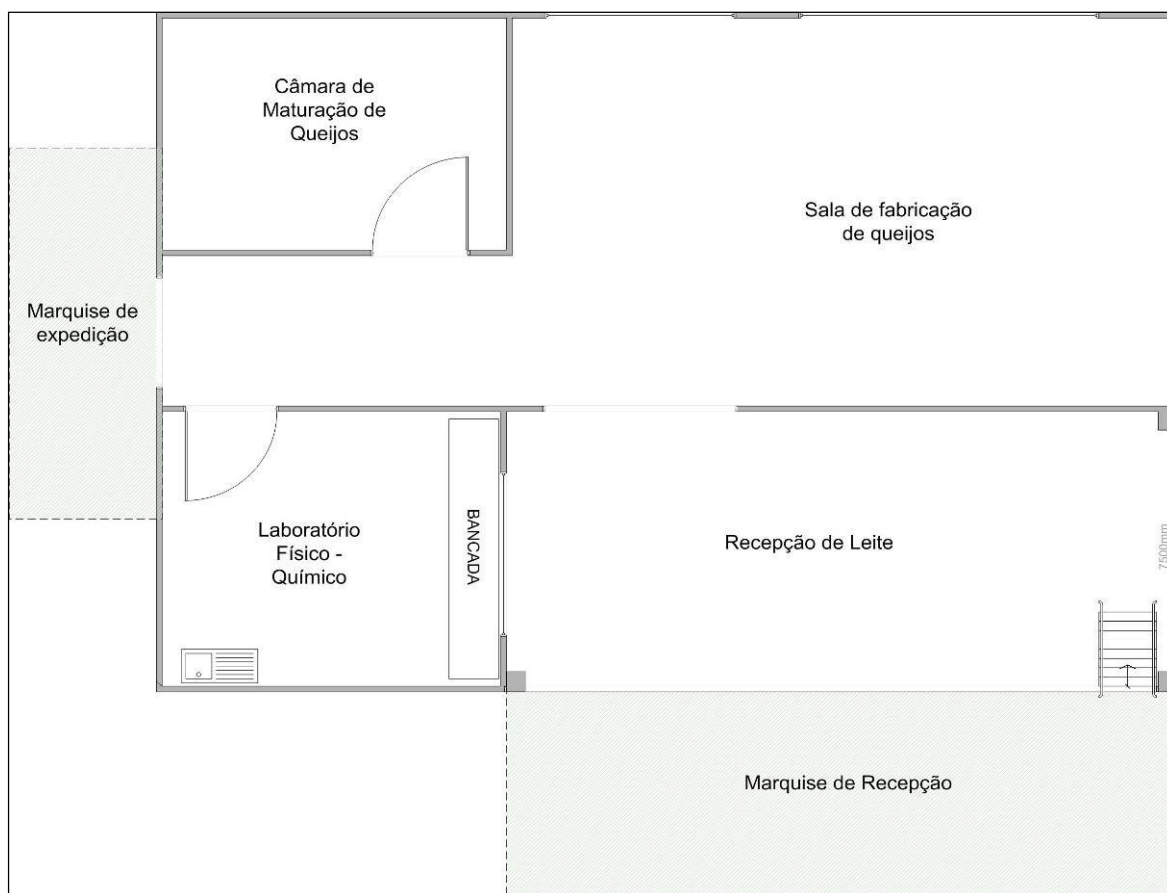 Câmara de
Maturação de
Queijos
Sala de fabricação
de queijos
Marquise de
expedição
Laboratório
Físico -
Químico
BANCADA
Recepção de Leite
7500mm
Marquise de Recepção